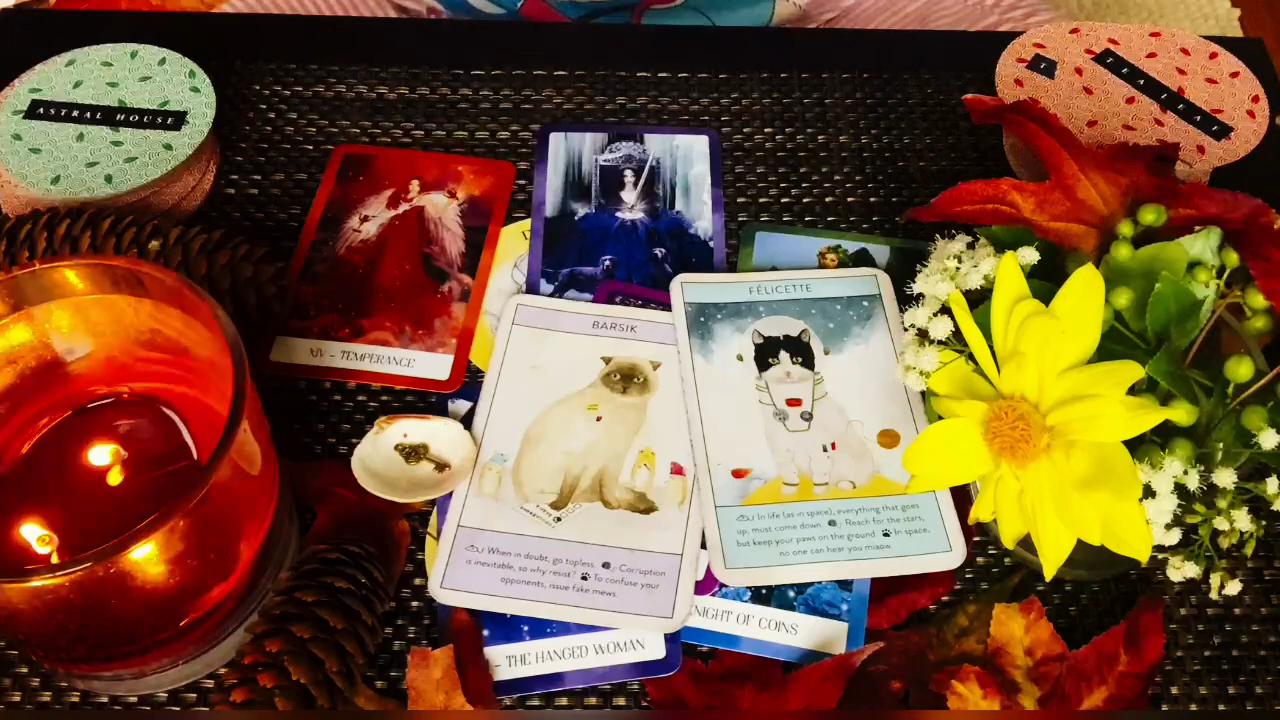 ASTRAL HOUSE
T
TEA LEAF
XIV - TEMPERANCE
BARSIK
When in doubt, go topless. Corruption
is inevitable, so why resist? To confuse your
opponents, issue fake mews.
FÉLICETTE
In life (as in space), everything that goes
up, must come down. Reach for the stars,
but keep your paws on the ground. In space,
no one can hear you miaow.
- THE HANGED WOMAN
NIGHT OF COINS